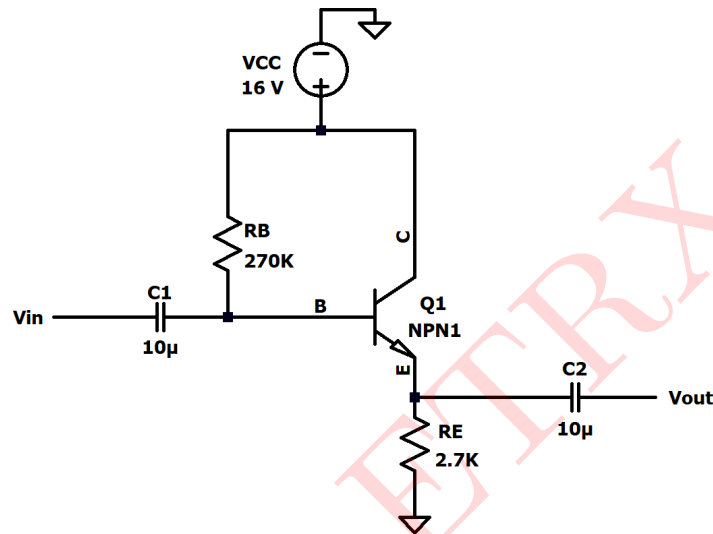 VCC
16 V
RB
270K
C
C1
Vin
10µ
B
Q1
NPN1
E
C2
Vout
10µ
RE
2.7K
ETRX